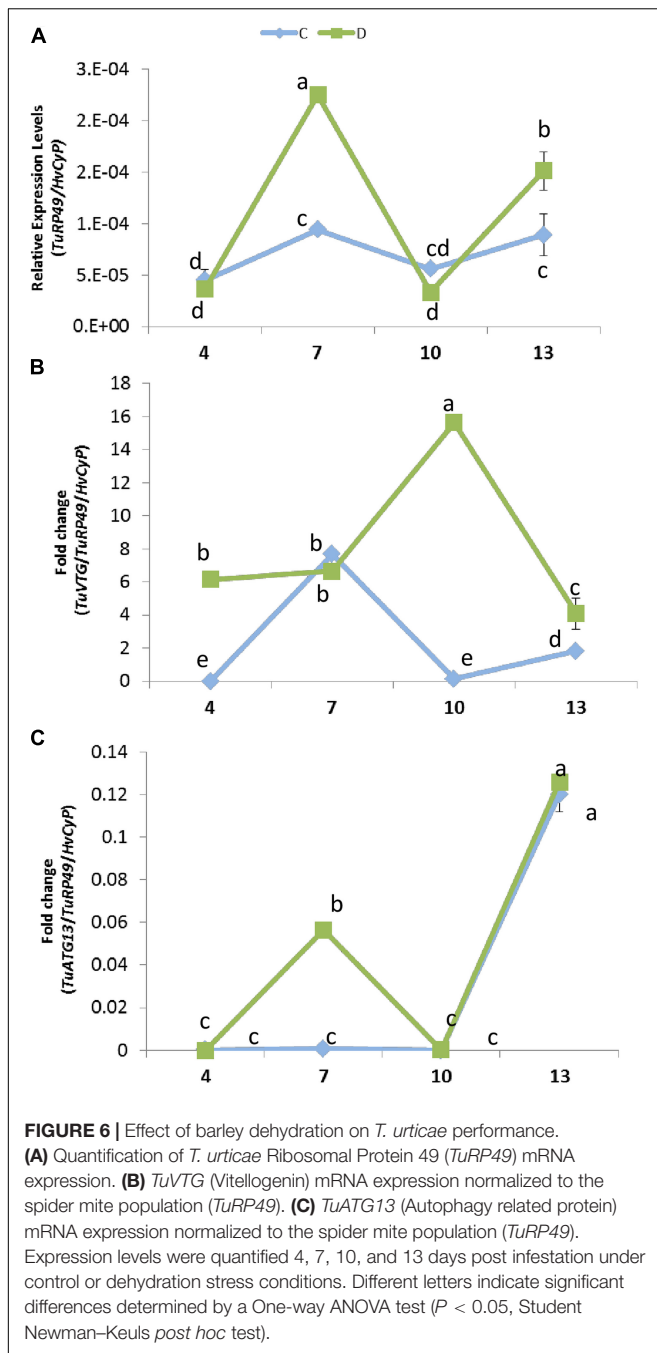 A
C D
Relative Expression Levels
(TuRP49/HvCyP)
3.E-04
2.E-04
2.E-04
1.E-04
5.E-05
0.E+00
d
d
a
c
cd
d
b
c
4 7 10 13
B
Fold change
(TuVTG/TuRP49/HvCyP)
18
16
14
12
10
8
6
4
2
0
b
e
b
b
a
e
c
d
4 7 10 13
C
Fold change
(TuATG13/TuRP49/HvCyP)
0.14
0.12
0.1
0.08
0.06
0.04
0.02
0
c
c
b
c
c
c
a
a
4 7 10 13
FIGURE 6 | Effect of barley dehydration on T. urticae performance.
(A) Quantification of T. urticae Ribosomal Protein 49 (TuRP49) mRNA
expression. (B) TuVTG (Vitellogenin) mRNA expression normalized to the
spider mite population (TuRP49). (C) TuATG13 (Autophagy related protein)
mRNA expression normalized to the spider mite population (TuRP49).
Expression levels were quantified 4, 7, 10, and 13 days post infestation under
control or dehydration stress conditions. Different letters indicate significant
differences determined by a One-way ANOVA test (P < 0.05, Student
Newman–Keuls post hoc test).